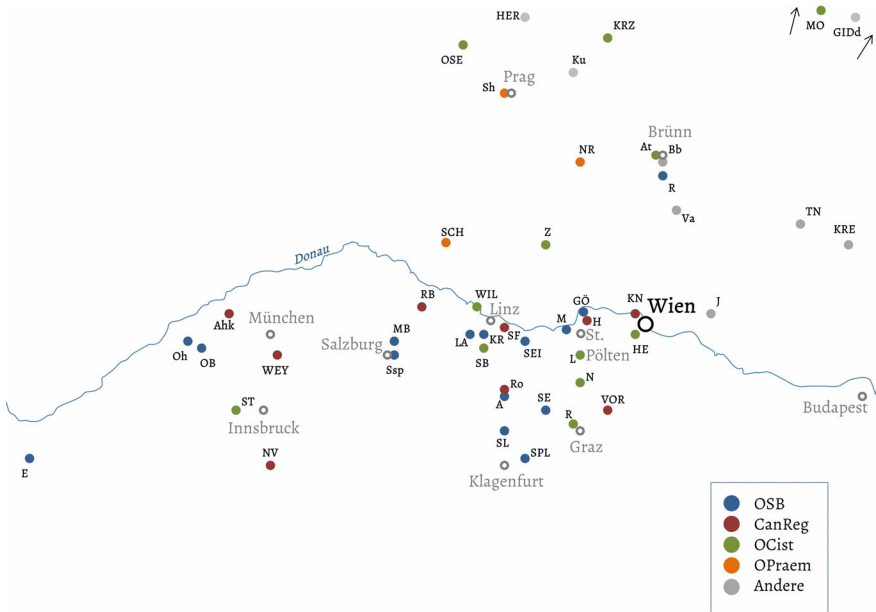 HER
KRZ
MO
GIDd
OSE
Ku
Prag
Sh
Brünn
NR
At
Bb
R
Va
TN
KRE
SCH
Z
Donau
RB
WIL
Linz
GÖ
KN
Wien
J
Ahk
München
MB
Salzburg
LA
KR
SF
M
H
St.
Pölten
HE
Oh
OB
WEY
Ssp
SB
SEI
L
ST
Innsbruck
Ro
A
SE
N
VOR
R
Graz
Budapest
E
NV
SL
SPL
Klagenfurt
OSB
CanReg
OCist
OPraem
Andere